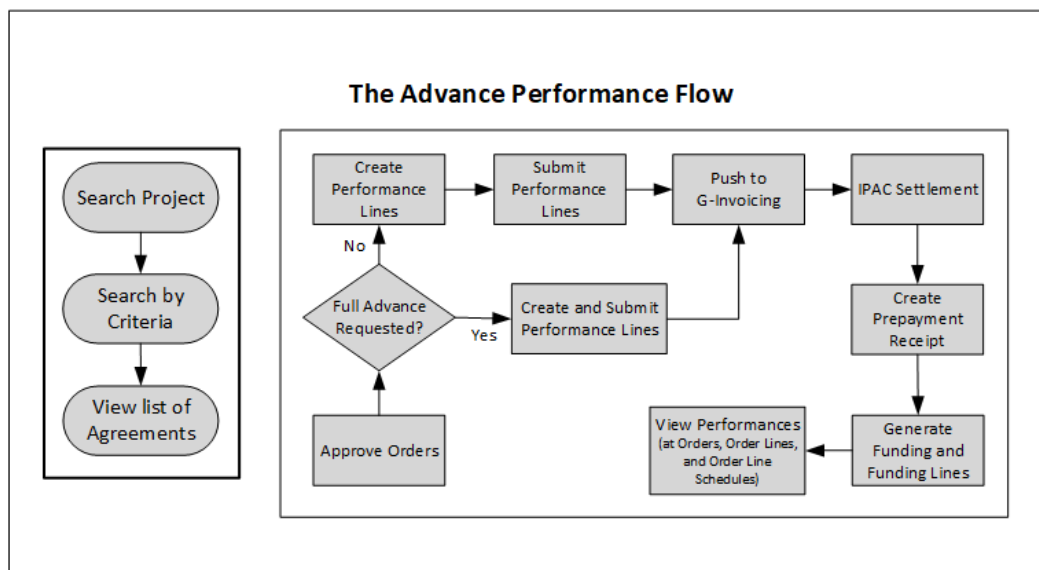 The Advance Performance Flow
Search Project
Search by
Criteria
View list of
Agreements
Create
Performance
Lines
Submit
Performance
Lines
Push to
G-Invoicing
IPAC Settlement
No
Full Advance
Requested?
Yes
Create and Submit
Performance Lines
Create
Prepayment
Receipt
Approve Orders
View Performances
(at Orders, Order Lines,
and Order Line
Schedules)
Generate
Funding and
Funding Lines